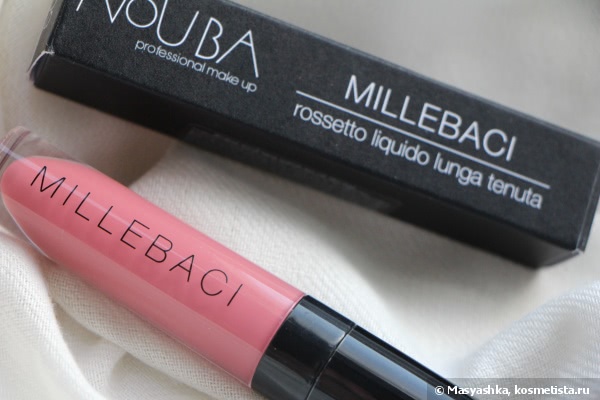 NOUBA
professional make up
MILLEBACI
rossetto liquido lunga tenuta
MILLEBACI
© Masyashka, kosmetista.ru